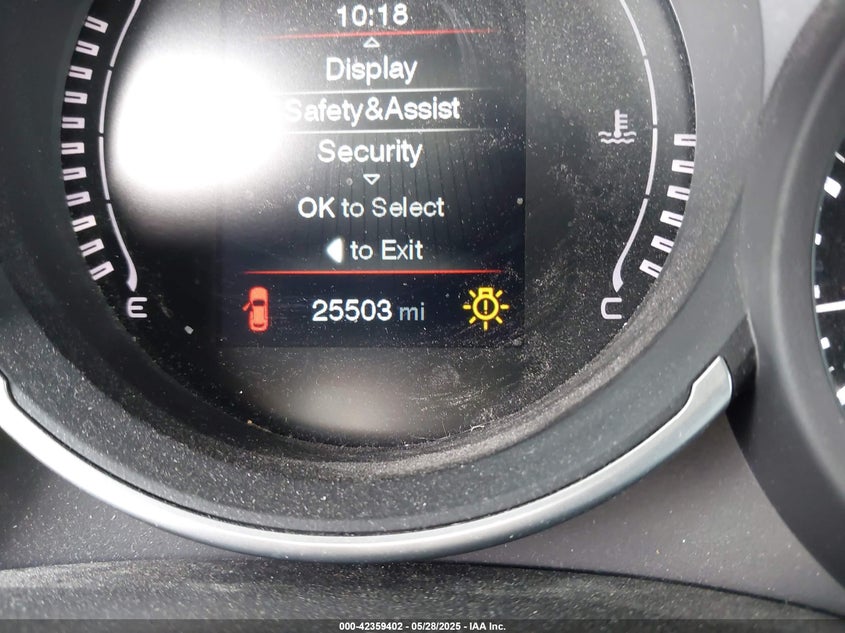 10:18
Display
Safety&Assist
Security
OK to Select
to Exit
E
25503 mi
C
000-42359402 - 05/28/2025 - IAA Inc.